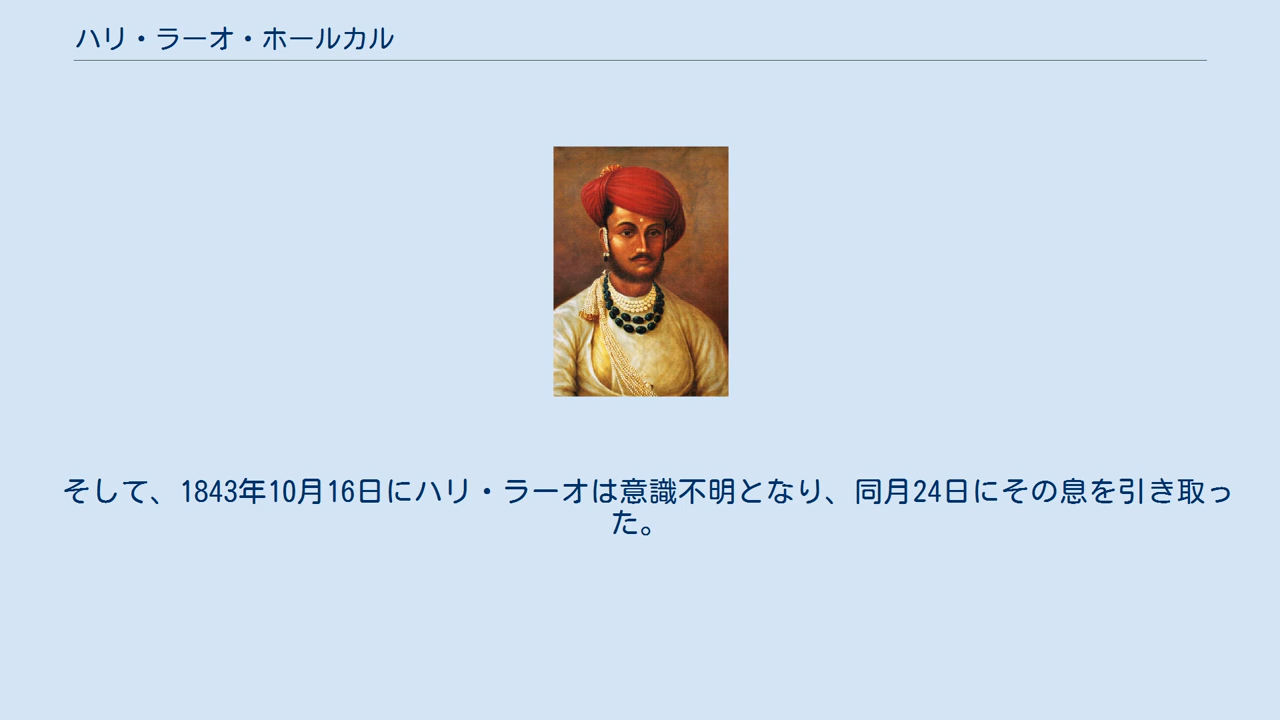 ハリ・ラーオ・ホールカル
そして、1843年10月16日にハリ・ラーオは意識不明となり、同月24日にその息を引き取っ
た。